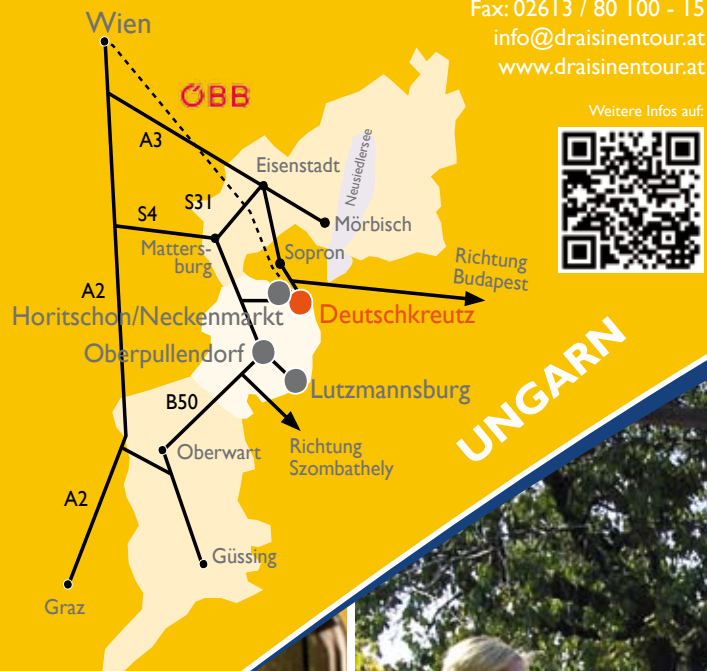 Fax: 02613 / 80 100 - 15
info@draisinentour.at
www.draisinentour.at
Weitere Infos auf:
Wien
ÖBB
A3
Eisenstadt
Neusiedlersee
S31
S4
Mörbisch
Matters-
burg
Sopron
Richtung
Budapest
A2
Horitschon/Neckenmarkt
Deutschkreutz
Oberpullendorf
Lutzmannsburg
UNGARN
B50
Oberwart
Richtung
Szombathely
A2
Güssing
Graz